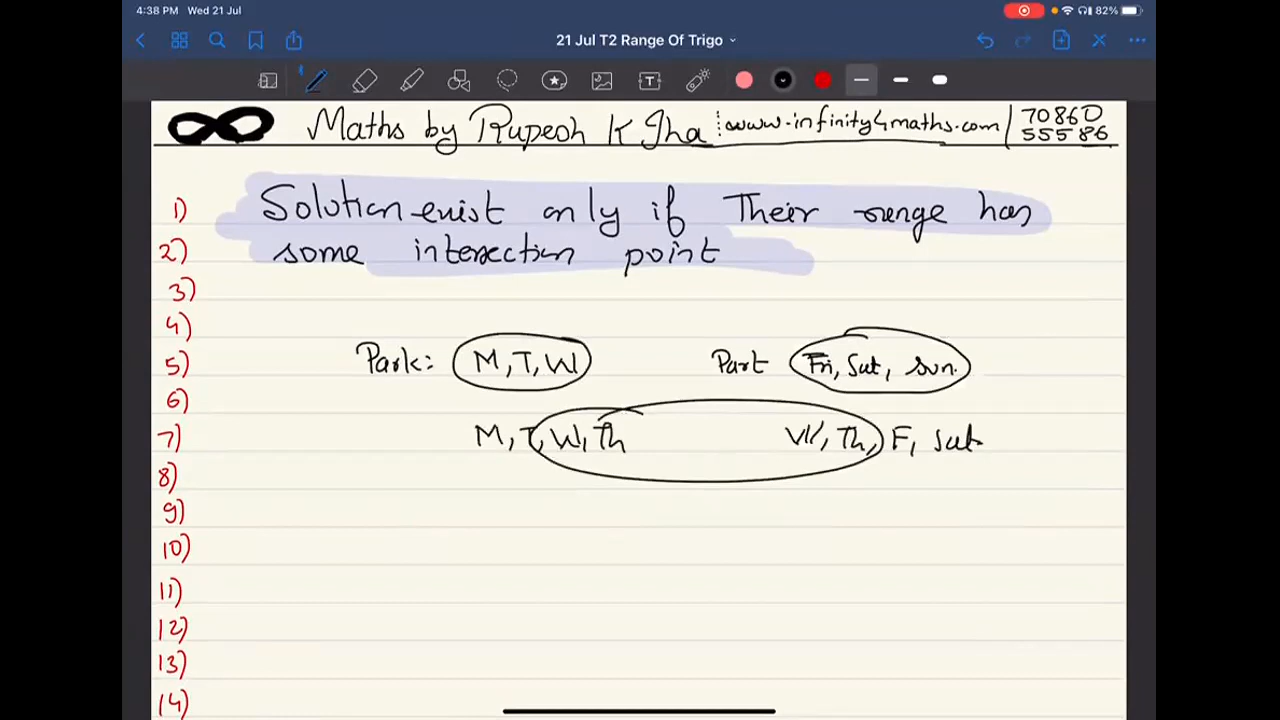 4:38 PM Wed 21 Jul
82%
21 Jul T2 Range Of Trigo
T
Maths by Rupesh K Jha www.infinity4maths.com 70860
55586
1) Solution exist only if Their range has
2) some intersection point
3)
4)
5) Park: M, T, W Part Fri, Sat, sun.
6)
7) M, T, W, Th W, Th, F, Sat
8)
9)
10)
11)
12)
13)
14)